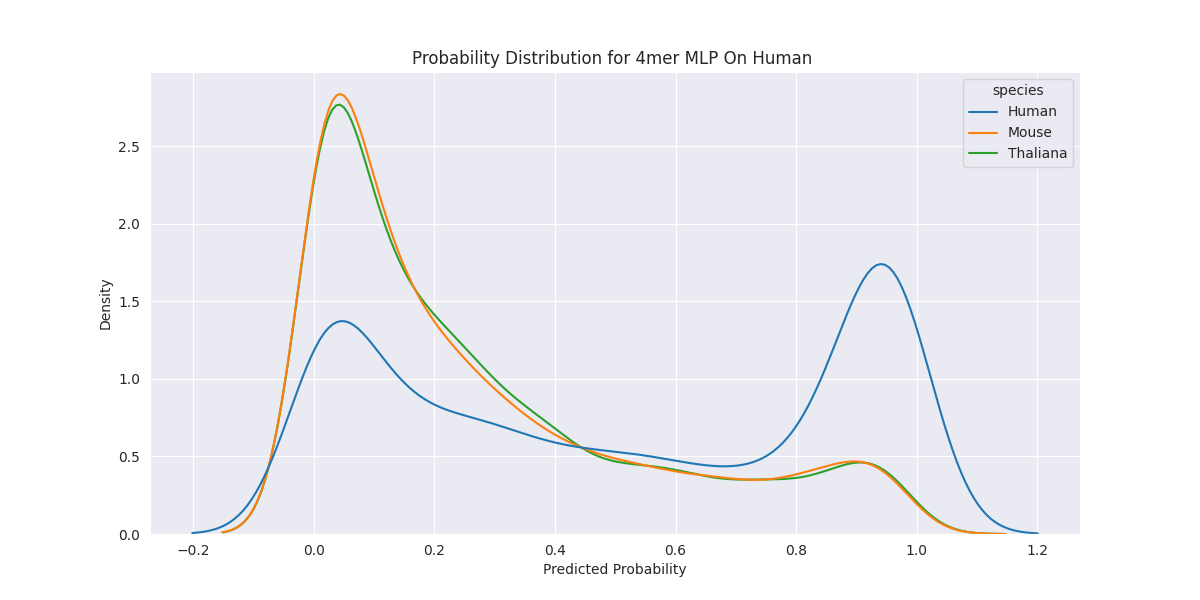 Probability Distribution for 4mer MLP On Human
species
Human
Mouse
Thaliana
Density
2.5
2.0
1.5
1.0
0.5
0.0
−0.2 0.0 0.2 0.4 0.6 0.8 1.0 1.2
Predicted Probability